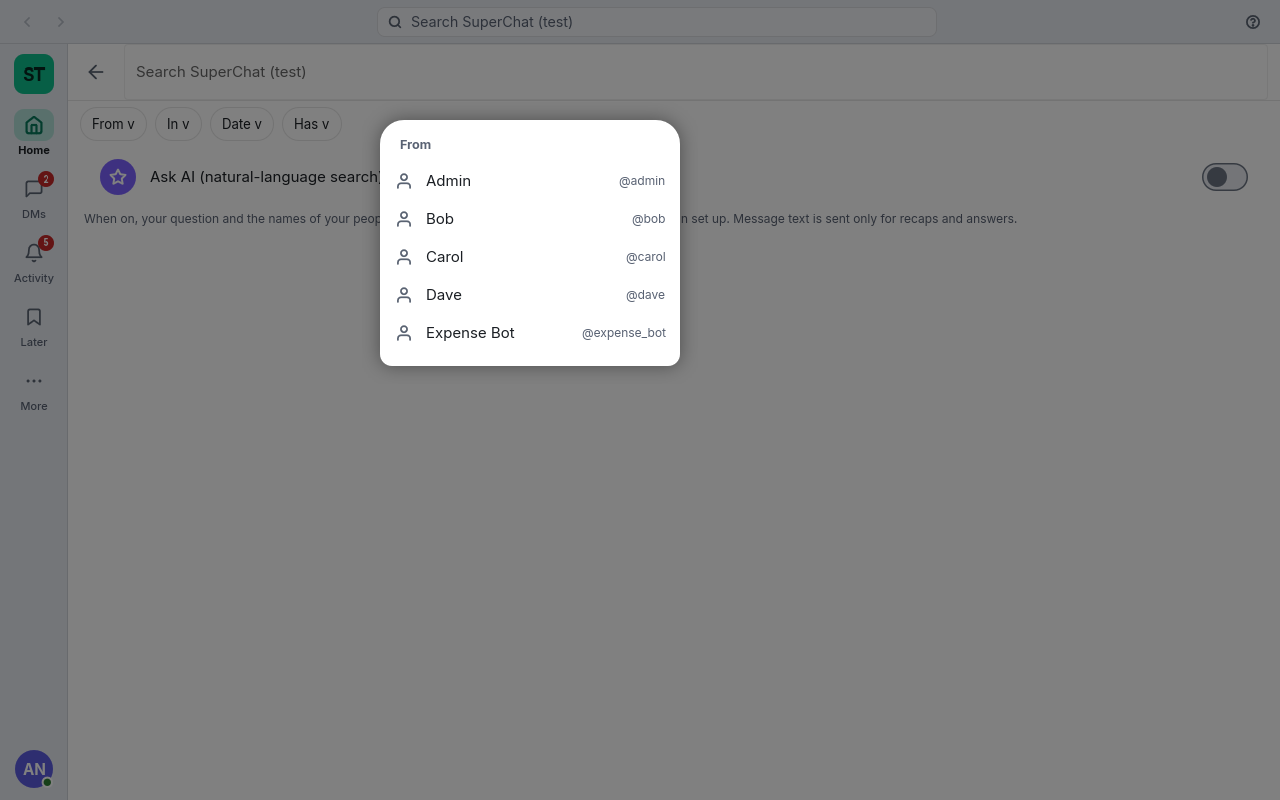 Search SuperChat (test)
ST
Search SuperChat (test)
From v
In v
Date v
Has v
From
Admin @admin
Bob @bob
Carol @carol
Dave @dave
Expense Bot @expense_bot
Ask AI (natural-language search)
When on, your question and the names of your peop
n set up. Message text is sent only for recaps and answers.
Home
2
DMs
5
Activity
Later
More
AN